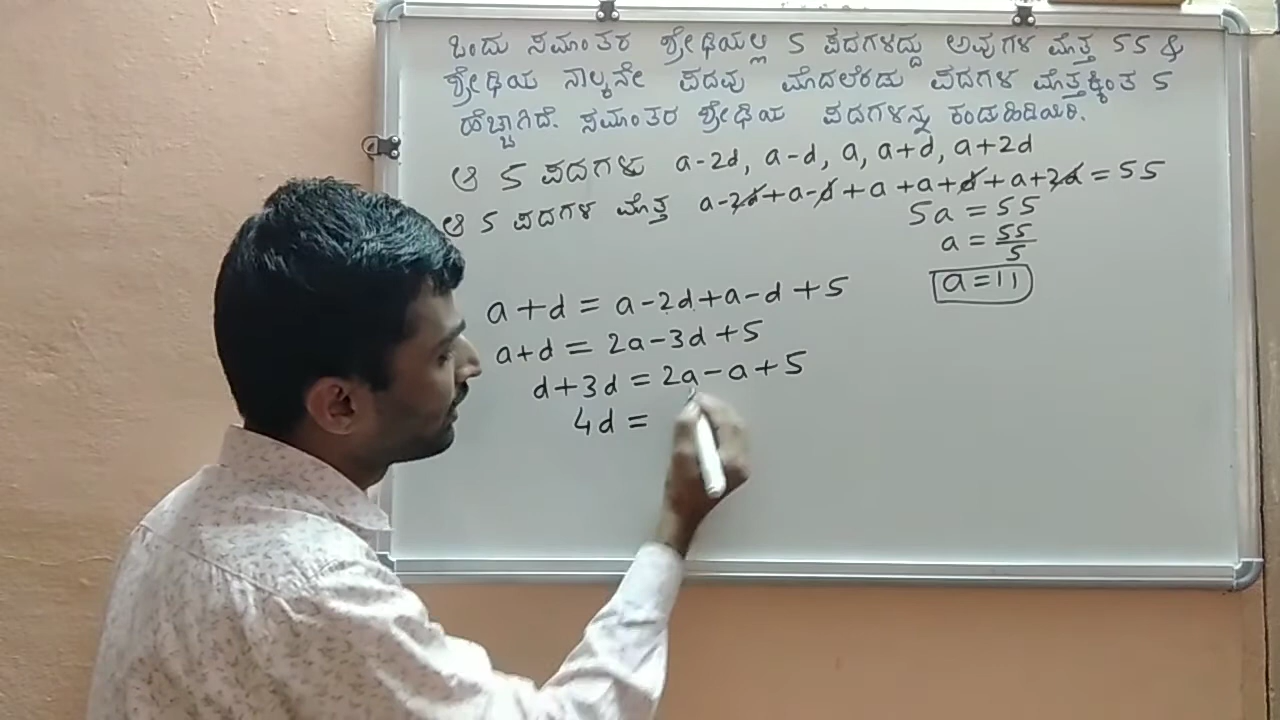 ಒಂದು ಸಮಾಂತರ ಶ್ರೇಢಿಯಲ್ಲಿ 5 ಪದಗಳಿದ್ದು ಅವುಗಳ ಮೊತ್ತ 55 &
ಶ್ರೇಢಿಯ ನಾಲ್ಕನೇ ಪದವು ಮೊದಲೆರಡು ಪದಗಳ ಮೊತ್ತಕ್ಕಿಂತ 5
ಹೆಚ್ಚಾಗಿದೆ. ಸಮಾಂತರ ಶ್ರೇಢಿಯ ಪದಗಳನ್ನು ಕಂಡುಹಿಡಿಯಿರಿ.
ಆ 5 ಪದಗಳು a-2d, a-d, a, a+d, a+2d
ಆ 5 ಪದಗಳ ಮೊತ್ತ a-2d+a-d+a+a+d+a+2d=55
5a = 55
a = 55/5
a=11
a+d = a-2d+a-d+5
a+d = 2a-3d+5
d+3d = 2a-a+5
4d =